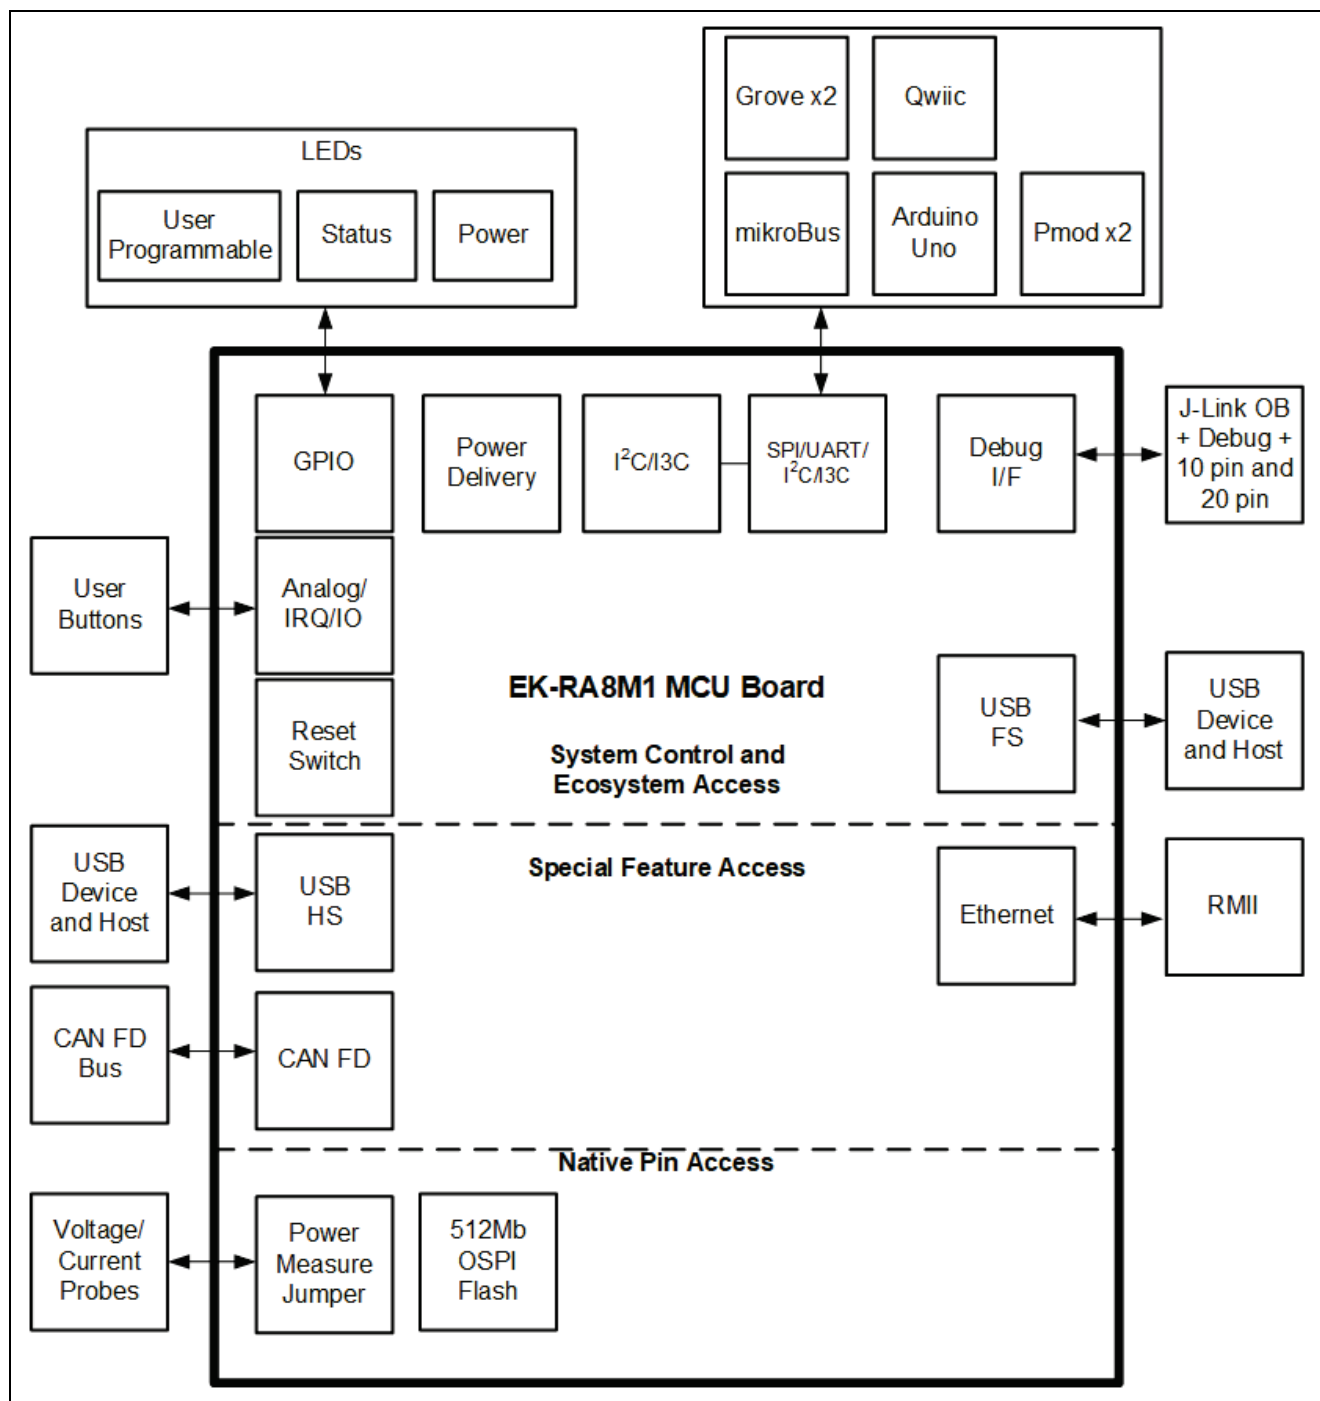 Grove x2
Qwiic
LEDs
User
Programmable
Status
Power
mikroBus
Arduino
Uno
Pmod x2
GPIO
Power
Delivery
I²C/I3C
SPI/UART/
I²C/I3C
Debug
I/F
J-Link OB
+ Debug +
10 pin and
20 pin
User
Buttons
Analog/
IRQ/IO
Reset
Switch
EK-RA8M1 MCU Board
System Control and
Ecosystem Access
USB
FS
USB
Device
and Host
USB
Device
and Host
USB
HS
Special Feature Access
Ethernet
RMII
CAN FD
Bus
CAN FD
Native Pin Access
Voltage/
Current
Probes
Power
Measure
Jumper
512Mb
OSPI
Flash